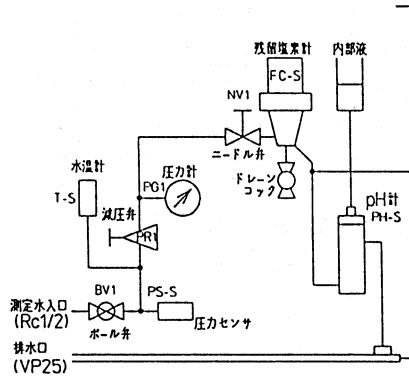 残留塩素計
内部液
FC-S
NV1
ニードル弁
ドレーン
コック
水温計
T-S
PG1
圧力計
減圧弁
PR1
pH計
PH-S
BV1
PS-S
測定水入口
(Rc1/2)
ボール弁
圧力センサ
排水口
(VP25)